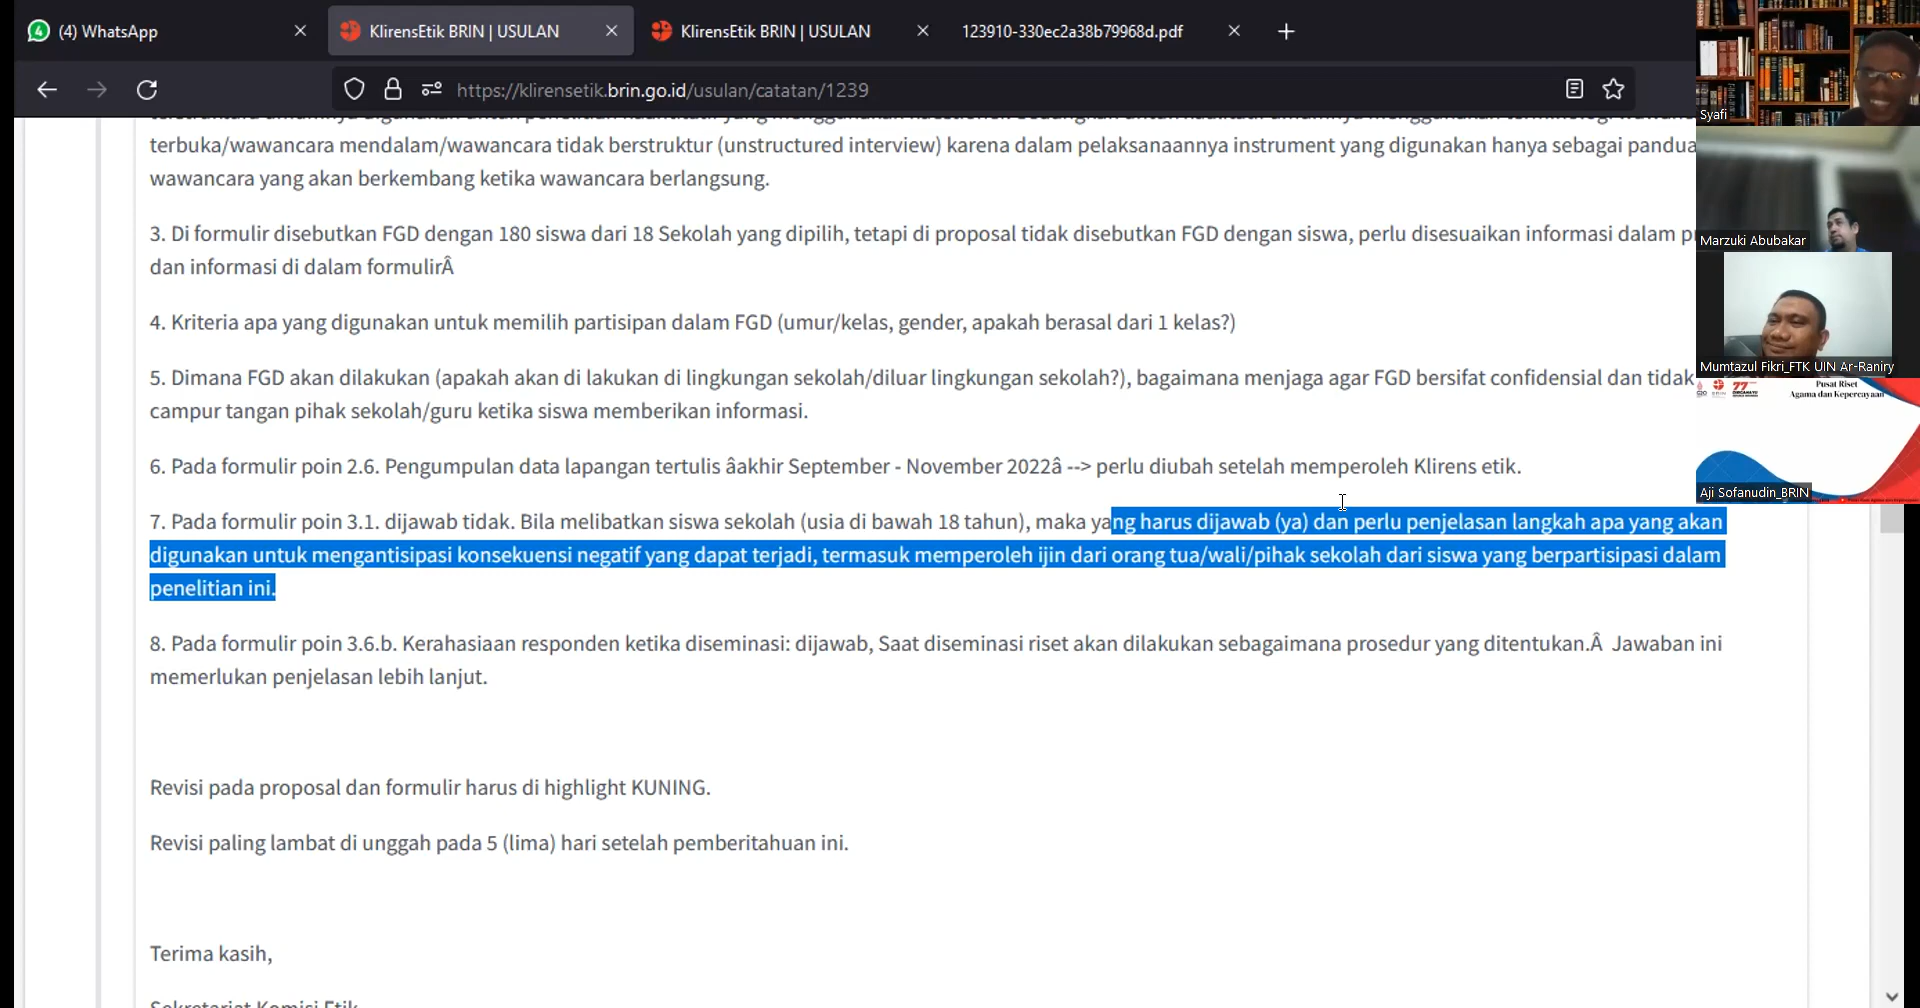 (4) WhatsApp
KlirensEtik BRIN | USULAN
KlirensEtik BRIN | USULAN
123910-330ec2a38b79968d.pdf
https://klirensetik.brin.go.id/usulan/catatan/1239
terbuka/wawancara mendalam/wawancara tidak berstruktur (unstructured interview) karena dalam pelaksanaannya instrument yang digunakan hanya sebagai pandua
wawancara yang akan berkembang ketika wawancara berlangsung.
3. Di formulir disebutkan FGD dengan 180 siswa dari 18 Sekolah yang dipilih, tetapi di proposal tidak disebutkan FGD dengan siswa, perlu disesuaikan informasi dalam p
dan informasi di dalam formulirÂ
4. Kriteria apa yang digunakan untuk memilih partisipan dalam FGD (umur/kelas, gender, apakah berasal dari 1 kelas?)
5. Dimana FGD akan dilakukan (apakah akan di lakukan di lingkungan sekolah/diluar lingkungan sekolah?), bagaimana menjaga agar FGD bersifat confidensial dan tidak
campur tangan pihak sekolah/guru ketika siswa memberikan informasi.
6. Pada formulir poin 2.6. Pengumpulan data lapangan tertulis âakhir September - November 2022â --> perlu diubah setelah memperoleh Klirens etik.
7. Pada formulir poin 3.1. dijawab tidak. Bila melibatkan siswa sekolah (usia di bawah 18 tahun), maka yang harus dijawab (ya) dan perlu penjelasan langkah apa yang akan
digunakan untuk mengantisipasi konsekuensi negatif yang dapat terjadi, termasuk memperoleh ijin dari orang tua/wali/pihak sekolah dari siswa yang berpartisipasi dalam
penelitian ini.
8. Pada formulir poin 3.6.b. Kerahasiaan responden ketika diseminasi: dijawab, Saat diseminasi riset akan dilakukan sebagaimana prosedur yang ditentukan.Â Jawaban ini
memerlukan penjelasan lebih lanjut.
Revisi pada proposal dan formulir harus di highlight KUNING.
Revisi paling lambat di unggah pada 5 (lima) hari setelah pemberitahuan ini.
Terima kasih,
Sekretariat Komisi Etik
Syafi
Marzuki Abubakar
Mumtazul Fikri_FTK UIN Ar-Raniry
77
Pusat Riset
Agama dan Kepercayaan
Aji Sofanudin_BRIN